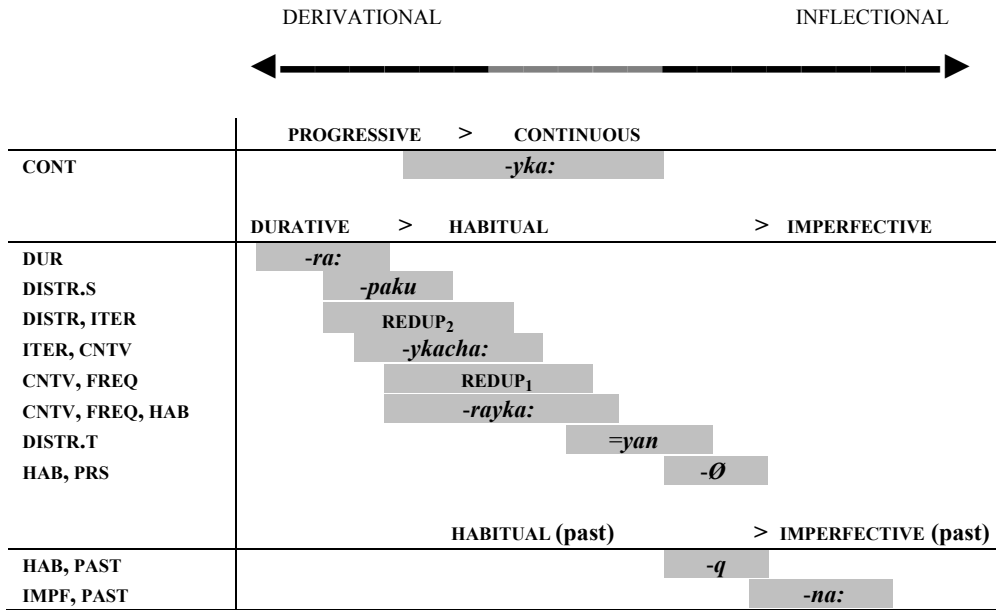 DERIVATIONAL INFLECTIONAL
PROGRESSIVE > CONTINUOUS
CONT -yka:
DURATIVE > HABITUAL > IMPERFECTIVE
DUR -ra:
DISTR.S -paku
DISTR, ITER REDUP2
ITER, CNTV -ykacha:
CNTV, FREQ REDUP1
CNTV, FREQ, HAB -rayka:
DISTR.T =yan
HAB, PRS -Ø
HABITUAL (past) > IMPERFECTIVE (past)
HAB, PAST -q
IMPF, PAST -na: